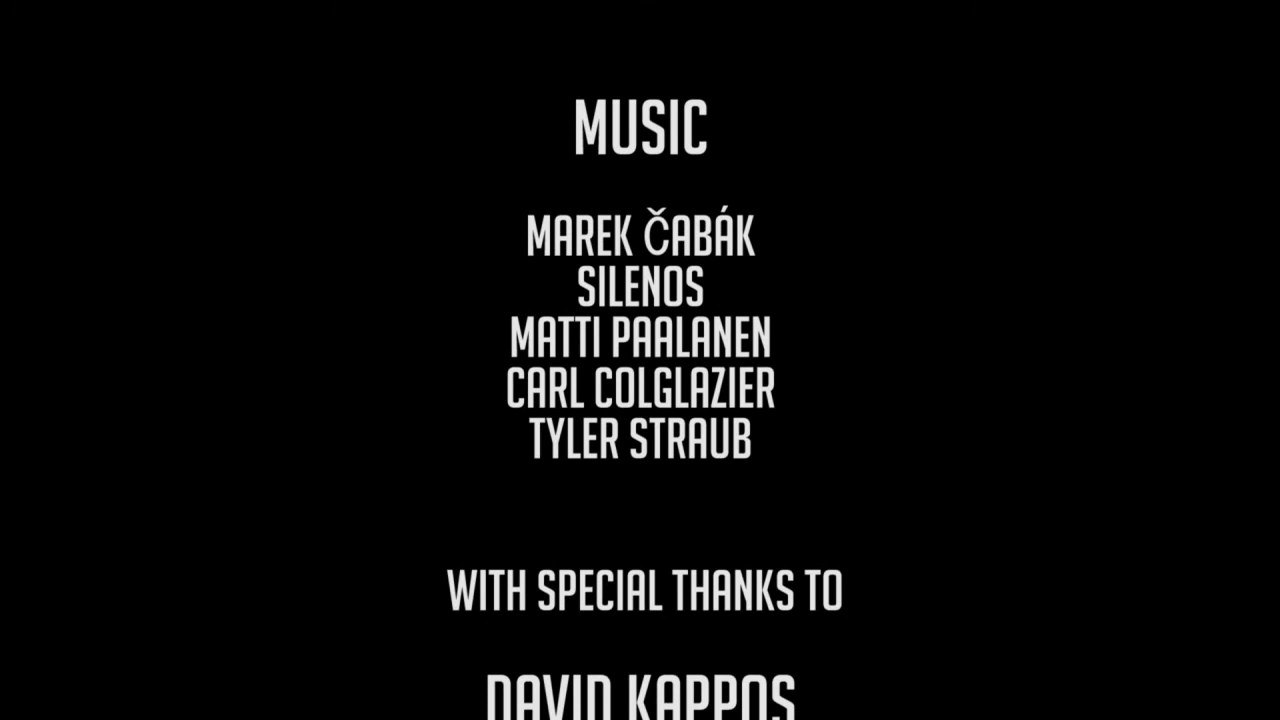 MUSIC
MAREK ČABÁK
SILENOS
MATTI PAALANEN
CARL COLGLAZIER
TYLER STRAUB
WITH SPECIAL THANKS TO
DAVID KAPPOS